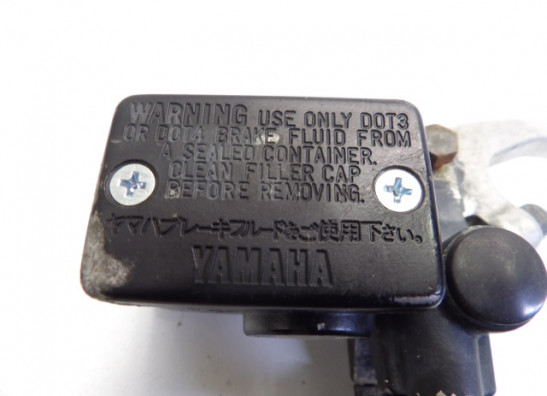 WARNING USE ONLY DOT3
OR DOT4 BRAKE FLUID FROM
A SEALED CONTAINER.
CLEAN FILLER CAP
BEFORE REMOVING.
ヤマハブレーキフルードをご使用下さい。
YAMAHA